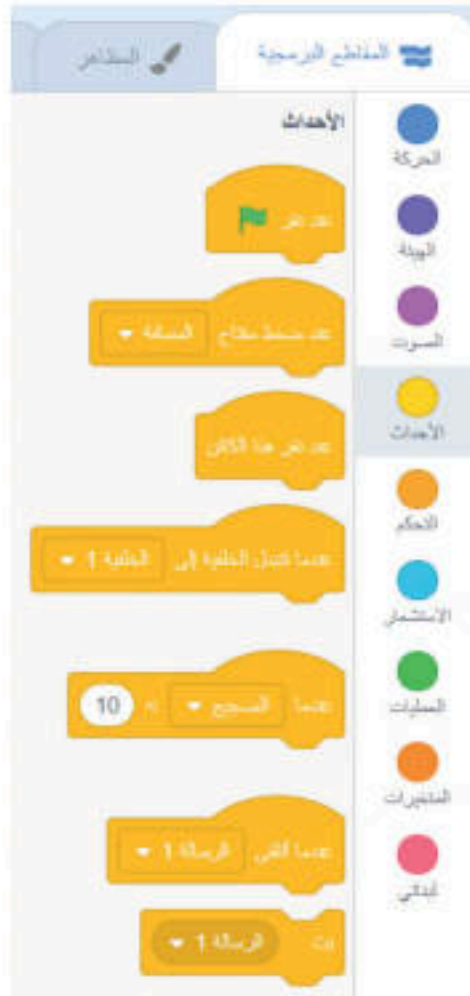 المقاطع البرمجية
المظاهر
الأحداث
عند نقر
عند ضغط مفتاح المسافة
عند نقر هذا الكائن
عندما تتبدل الخلفية إلى الخلفية 1
عندما الضجيج > 10
عندما أتلقى الرسالة 1
بث الرسالة 1
الحركة
الهيئة
الصوت
الأحداث
التحكم
الاستشعار
العمليات
المتغيرات
لبناتي